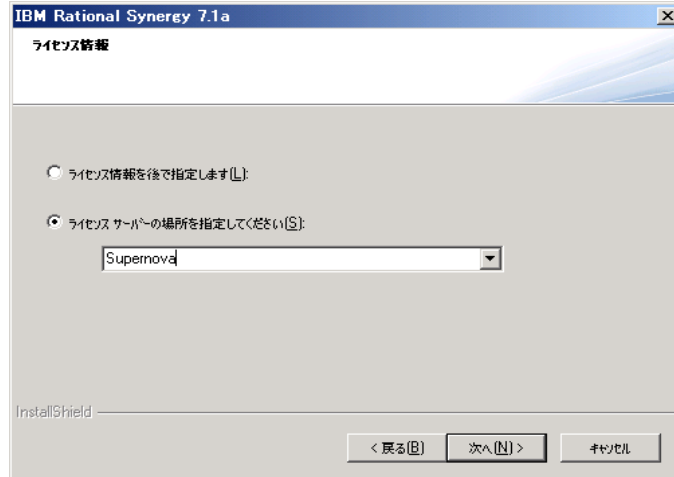 IBM Rational Synergy 7.1a
ライセンス情報
ライセンス情報を後で指定します(L):
ライセンス サーバーの場所を指定してください(S):
Supernova
InstallShield
< 戻る(B)
次へ(N) >
キャンセル